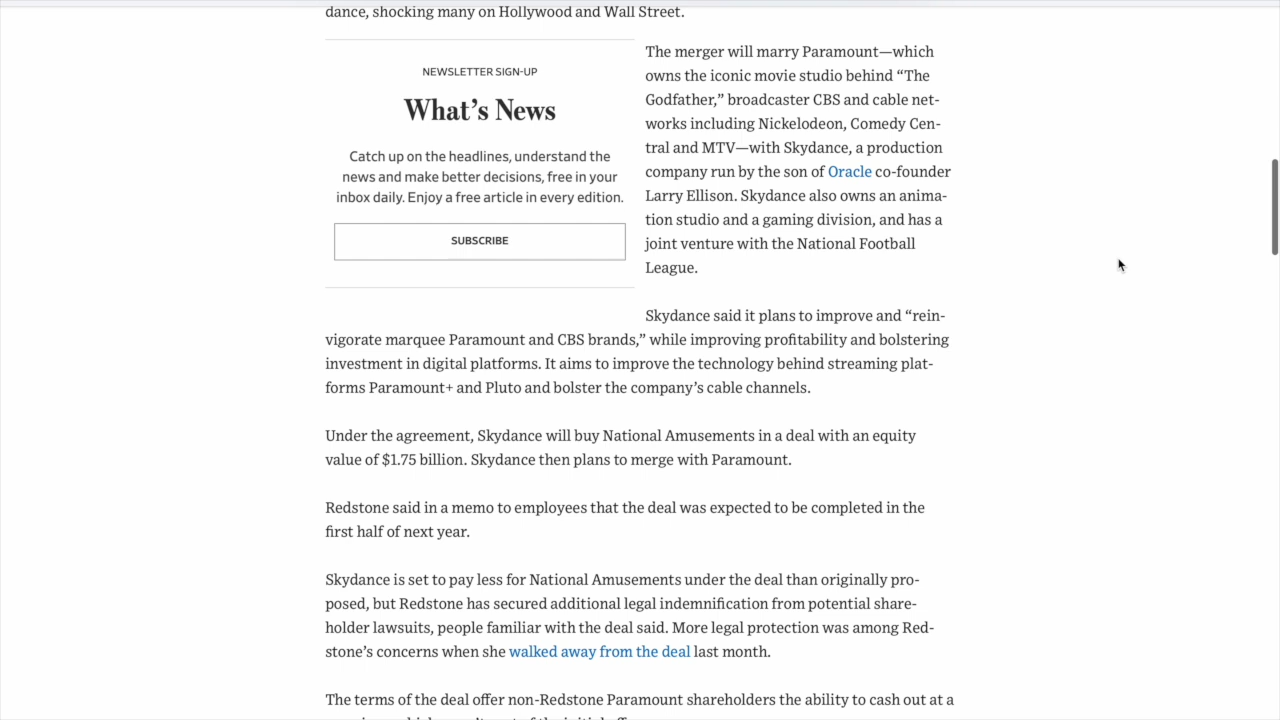 dance, shocking many on Hollywood and Wall Street.
NEWSLETTER SIGN-UP
What’s News
Catch up on the headlines, understand the
news and make better decisions, free in your
inbox daily. Enjoy a free article in every edition.
SUBSCRIBE
The merger will marry Paramount—which
owns the iconic movie studio behind “The
Godfather,” broadcaster CBS and cable net-
works including Nickelodeon, Comedy Cen-
tral and MTV—with Skydance, a production
company run by the son of Oracle co-founder
Larry Ellison. Skydance also owns an anima-
tion studio and a gaming division, and has a
joint venture with the National Football
League.
Skydance said it plans to improve and “rein-
vigorate marquee Paramount and CBS brands,” while improving profitability and bolstering
investment in digital platforms. It aims to improve the technology behind streaming plat-
forms Paramount+ and Pluto and bolster the company’s cable channels.
Under the agreement, Skydance will buy National Amusements in a deal with an equity
value of $1.75 billion. Skydance then plans to merge with Paramount.
Redstone said in a memo to employees that the deal was expected to be completed in the
first half of next year.
Skydance is set to pay less for National Amusements under the deal than originally pro-
posed, but Redstone has secured additional legal indemnification from potential share-
holder lawsuits, people familiar with the deal said. More legal protection was among Red-
stone’s concerns when she walked away from the deal last month.
The terms of the deal offer non-Redstone Paramount shareholders the ability to cash out at a